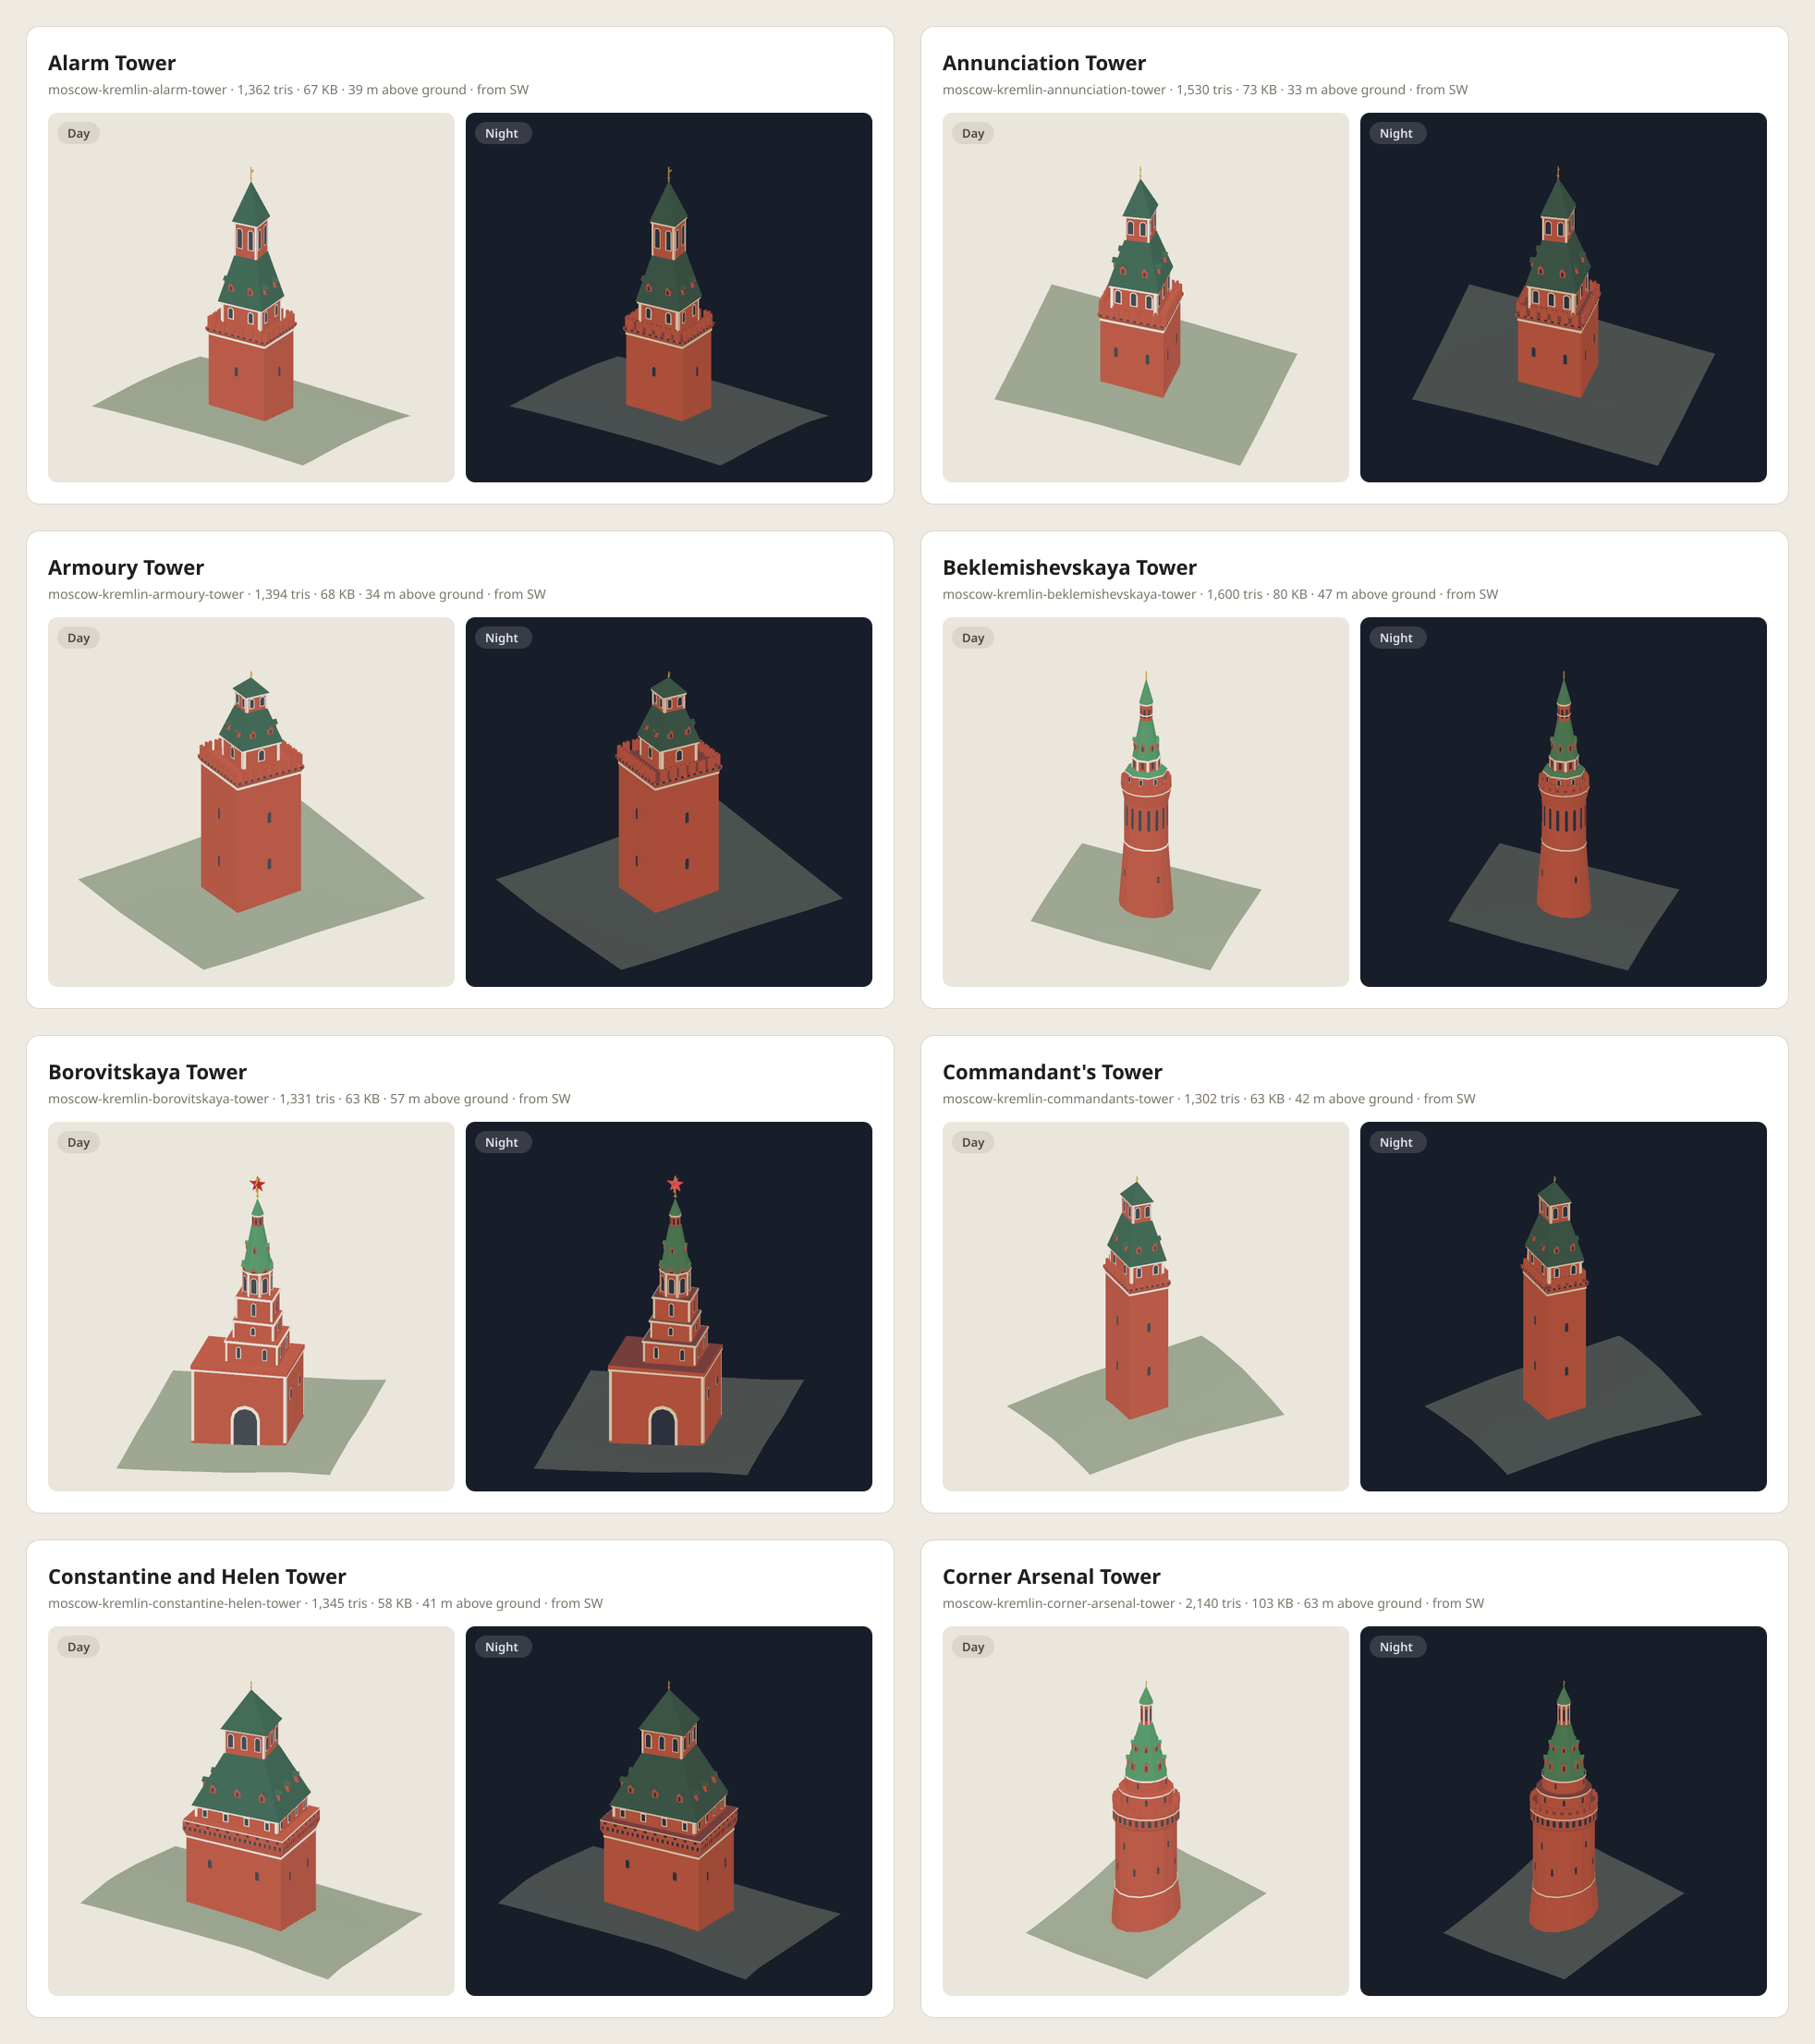 Alarm Tower
moscow-kremlin-alarm-tower · 1,362 tris · 67 KB · 39 m above ground · from SW
Day
Night
Annunciation Tower
moscow-kremlin-annunciation-tower · 1,530 tris · 73 KB · 33 m above ground · from SW
Day
Night
Armoury Tower
moscow-kremlin-armoury-tower · 1,394 tris · 68 KB · 34 m above ground · from SW
Day
Night
Beklemishevskaya Tower
moscow-kremlin-beklemishevskaya-tower · 1,600 tris · 80 KB · 47 m above ground · from SW
Day
Night
Borovitskaya Tower
moscow-kremlin-borovitskaya-tower · 1,331 tris · 63 KB · 57 m above ground · from SW
Day
Night
Commandant's Tower
moscow-kremlin-commandants-tower · 1,302 tris · 63 KB · 42 m above ground · from SW
Day
Night
Constantine and Helen Tower
moscow-kremlin-constantine-helen-tower · 1,345 tris · 58 KB · 41 m above ground · from SW
Day
Night
Corner Arsenal Tower
moscow-kremlin-corner-arsenal-tower · 2,140 tris · 103 KB · 63 m above ground · from SW
Day
Night